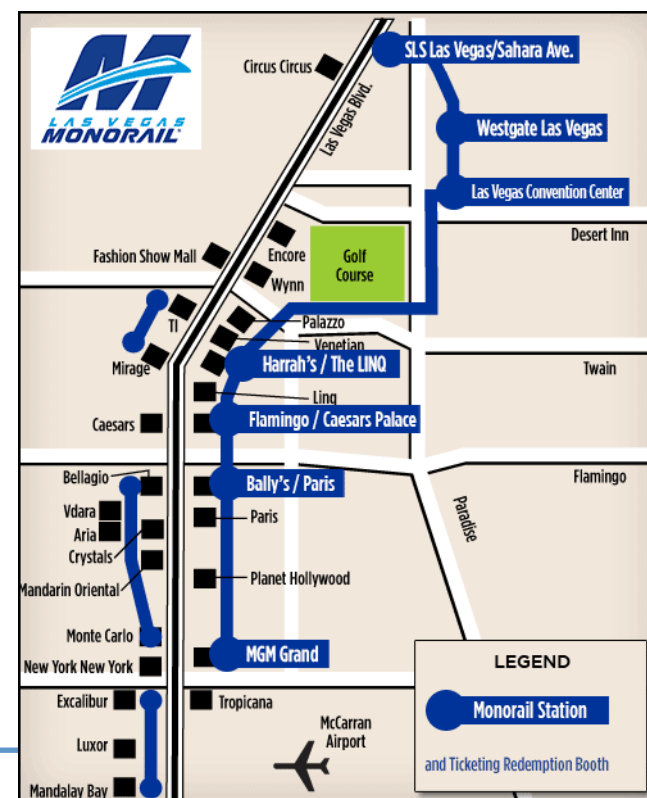 LAS VEGAS
MONORAIL
SLS Las Vegas/Sahara Ave.
Circus Circus
Las Vegas Blvd.
Westgate Las Vegas
Las Vegas Convention Center
Desert Inn
Fashion Show Mall
Encore
Golf
Course
Wynn
TI
Palazzo
Venetian
Mirage
Harrah's / The LINQ
Twain
Linq
Caesars
Flamingo / Caesars Palace
Bellagio
Bally's / Paris
Flamingo
Vdara
Aria
Paris
Paradise
Crystals
Mandarin Oriental
Planet Hollywood
Monte Carlo
MGM Grand
New York New York
LEGEND
Excalibur
Tropicana
Monorail Station
McCarran
Airport
Luxor
and Ticketing Redemption Booth
Mandalay Bay